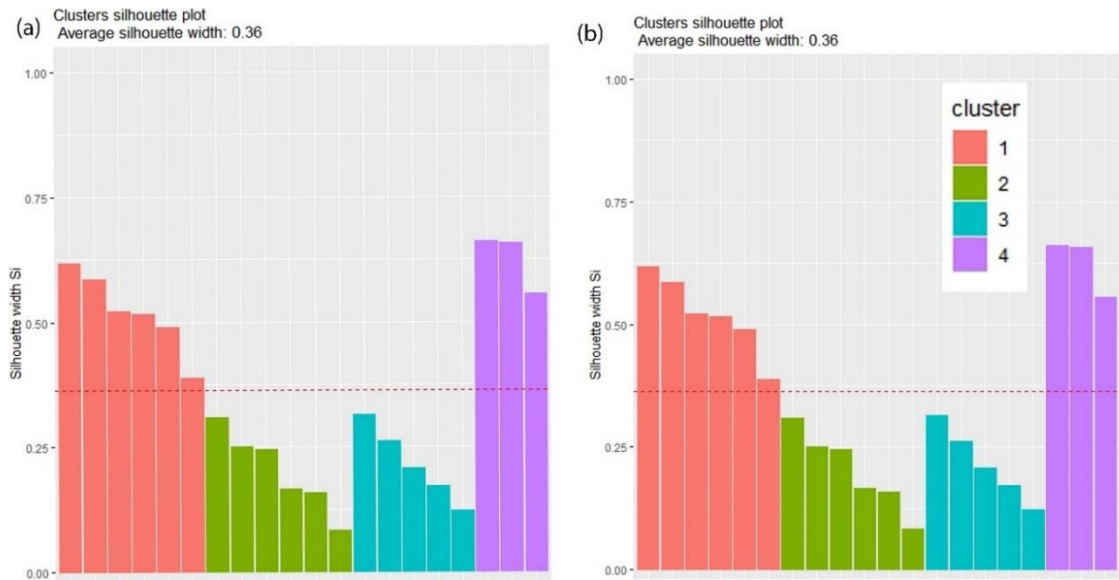 (a)
Clusters silhouette plot
Average silhouette width: 0.36
1.00
0.75
0.50
0.25
0.00
Silhouette width Si
(b)
Clusters silhouette plot
Average silhouette width: 0.36
1.00
0.75
0.50
0.25
0.00
Silhouette width Si
cluster
1
2
3
4